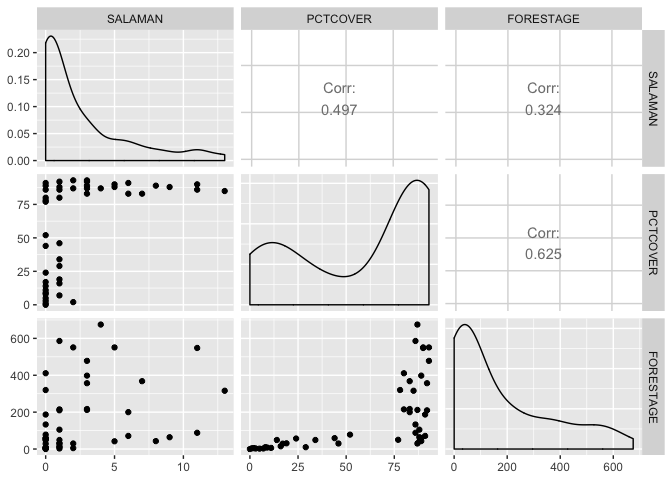 SALAMAN PCTCOVER FORESTAGE
0.20
0.15
0.10
0.05
0.00
Corr:
0.497
Corr:
0.324
SALAMAN
75
50
25
0
Corr:
0.625
PCTCOVER
600
400
200
0
FORESTAGE
0 5 10 0 25 50 75 0 200 400 600